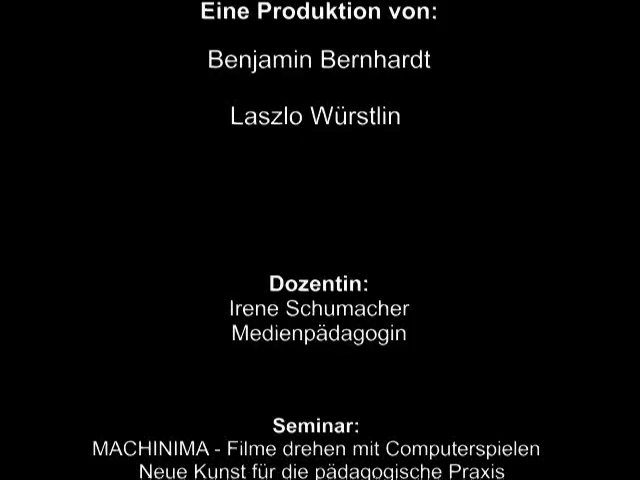 Eine Produktion von:
Benjamin Bernhardt
Laszlo Würstlin
Dozentin:
Irene Schumacher
Medienpädagogin
Seminar:
MACHINIMA - Filme drehen mit Computerspielen
Neue Kunst für die pädagogische Praxis